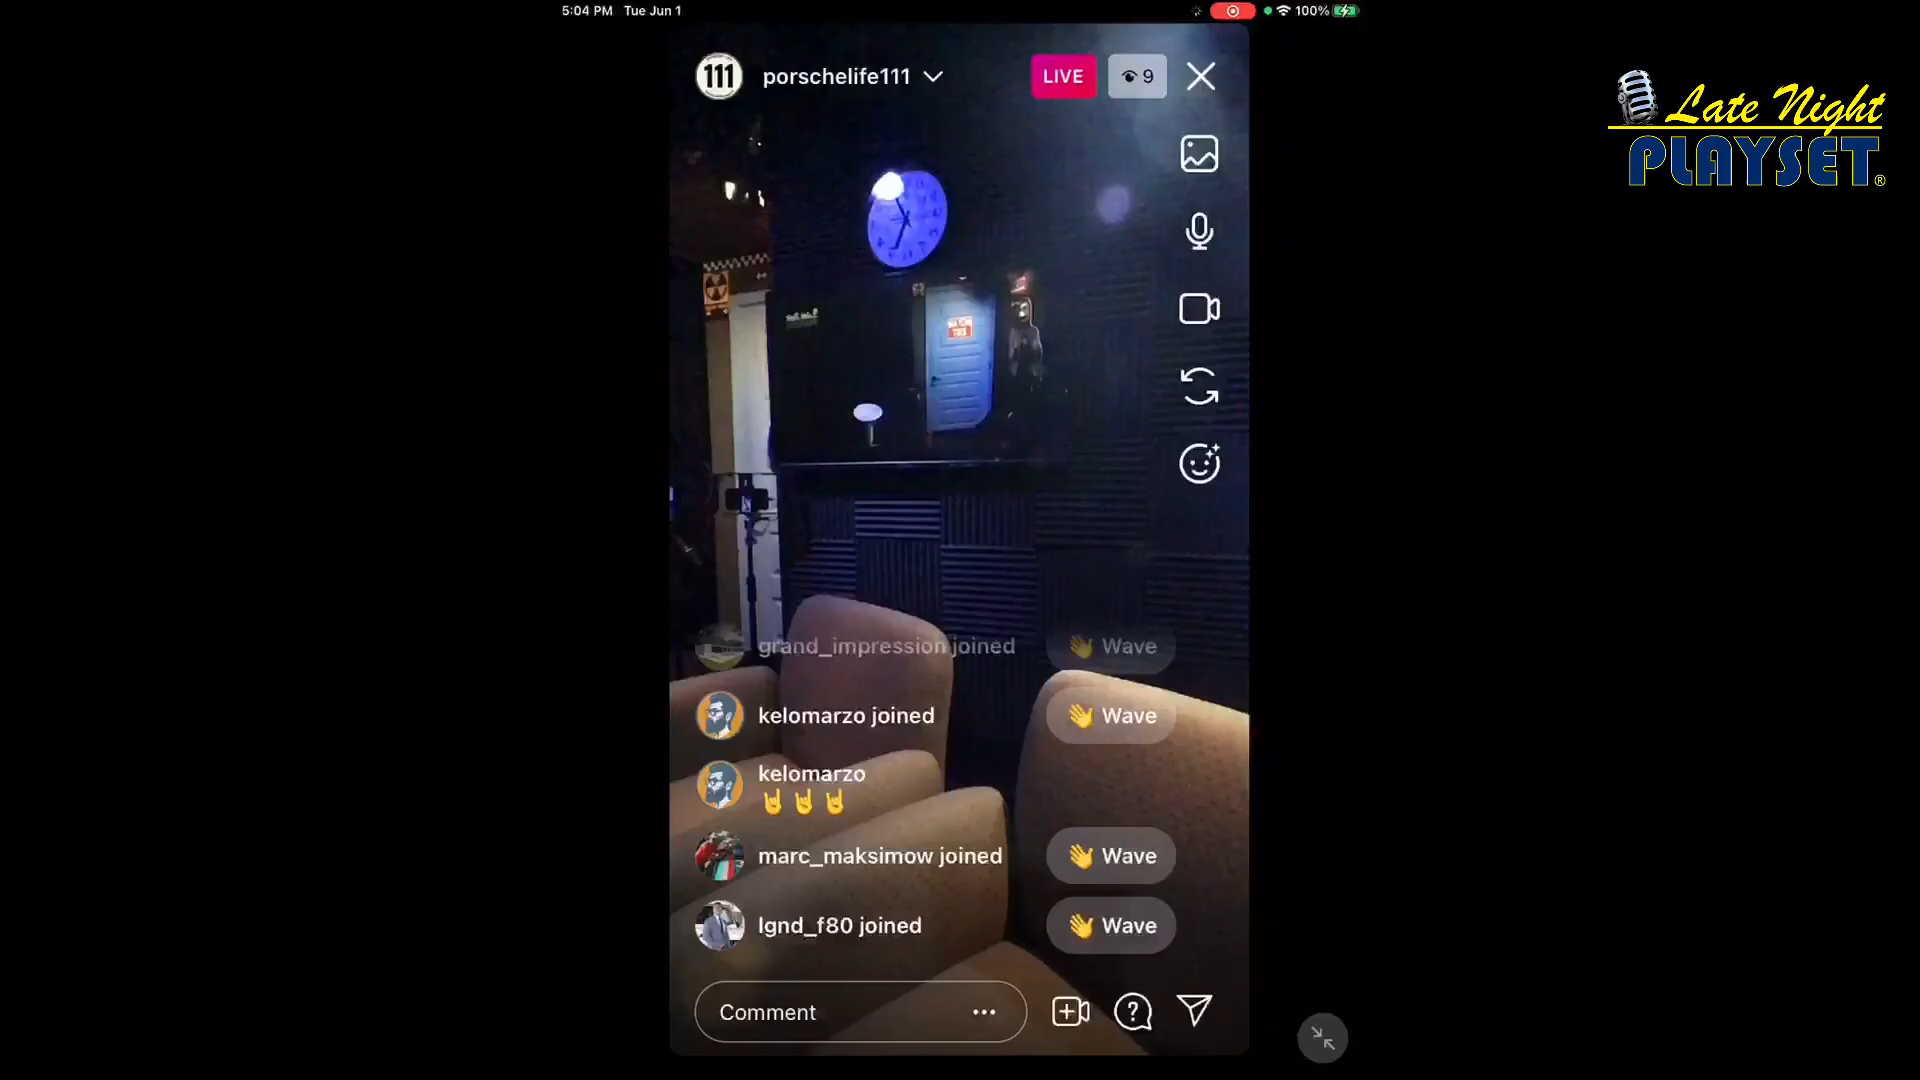 5:04 PM Tue Jun 1
100%
Late Night
PLAYSET®
111
porschelife111
LIVE
9
grand_impression joined
Wave
kelomarzo joined
Wave
kelomarzo
🤘🤘🤘
marc_maksimow joined
Wave
lgnd_f80 joined
Wave
Comment